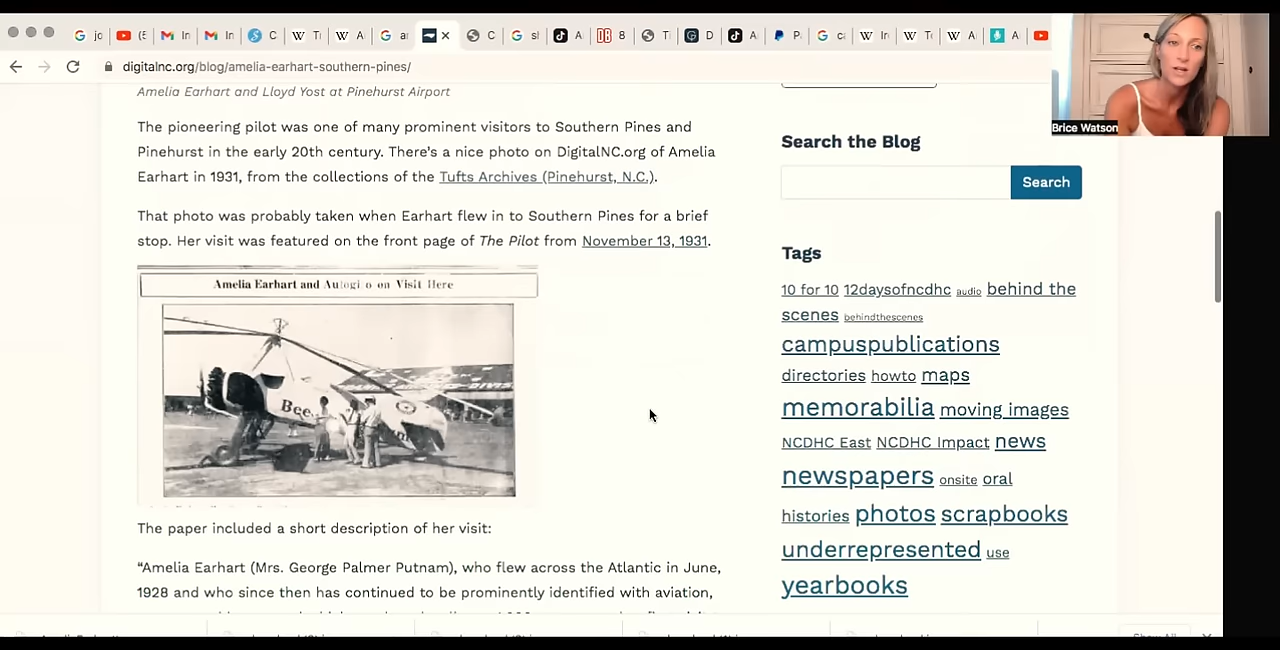 digitalnc.org/blog/amelia-earhart-southern-pines/
Brice Watson
Amelia Earhart and Lloyd Yost at Pinehurst Airport
The pioneering pilot was one of many prominent visitors to Southern Pines and
Pinehurst in the early 20th century. There's a nice photo on DigitalNC.org of Amelia
Earhart in 1931, from the collections of the Tufts Archives (Pinehurst, N.C.).
That photo was probably taken when Earhart flew in to Southern Pines for a brief
stop. Her visit was featured on the front page of The Pilot from November 13, 1931.
Amelia Earhart and on Visit Here
Bee
The paper included a short description of her visit:
“Amelia Earhart (Mrs. George Palmer Putnam), who flew across the Atlantic in June,
1928 and who since then has continued to be prominently identified with aviation,
Search the Blog
Search
Tags
10 for 10 12daysofncdhc audio behind the
scenes behindthescenes
campuspublications
directories howto maps
memorabilia moving images
NCDHC East NCDHC Impact news
newspapers onsite oral
histories photos scrapbooks
underrepresented use
yearbooks